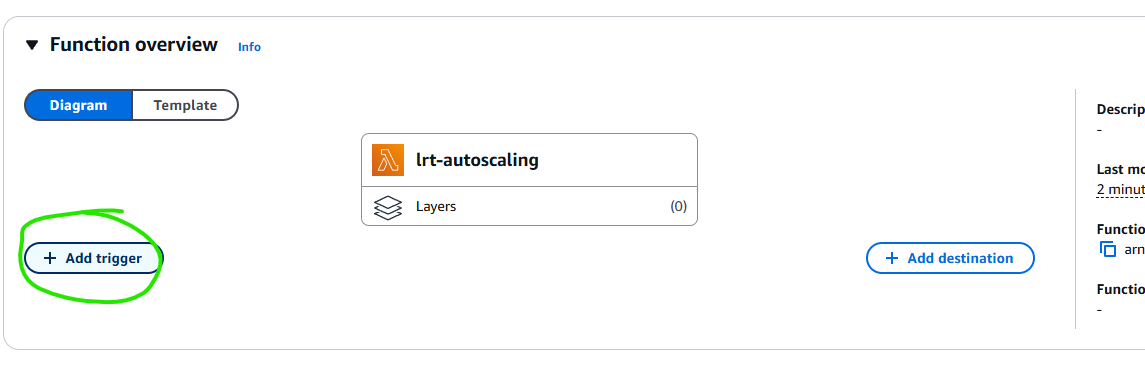 Function overview Info
Diagram Template
Descrip
-
lrt-autoscaling
Last mo
2 minut
Layers (0)
Functio
arn
+ Add trigger
+ Add destination
Functio
-